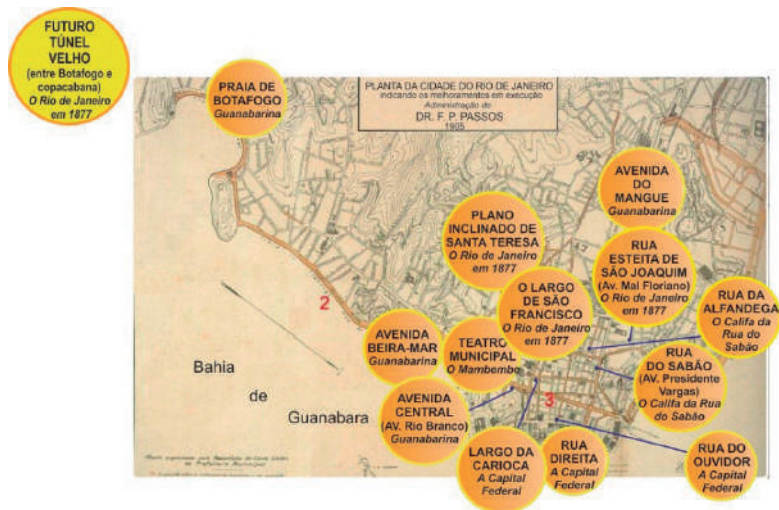 FUTURO
TÚNEL
VELHO
(entre Botafogo e
copacabana)
O Rio de Janeiro
em 1877
PRAIA DE
BOTAFOGO
Guanabarina
PLANTA DA CIDADE DO RIO DE JANEIRO
indicando os melhoramentos em execução
Administração do
DR. F. P. PASSOS
1905
AVENIDA
DO
MANGUE
Guanabarina
PLANO
INCLINADO DE
SANTA TERESA
O Rio de Janeiro
em 1877
RUA
ESTEITA DE
SÃO JOAQUIM
(Av. Mal Floriano)
O Rio de Janeiro
em 1877
O LARGO
DE SÃO
FRANCISCO
O Rio de Janeiro
em 1877
RUA DA
ALFANDEGA
O Califa da
Rua do
Sabão
2
AVENIDA
BEIRA-MAR
Guanabarina
TEATRO
MUNICIPAL
O Mambembo
RUA
DO SABÃO
(AV. Presidente
Vargas)
O Califa da Rua
do Sabão
Bahia
de
Guanabara
AVENIDA
CENTRAL
(AV. Rio Branco)
Guanabarina
3
LARGO DA
CARIOCA
A Capital
Federal
RUA
DIREITA
A Capital
Federal
RUA DO
OUVIDOR
A Capital
Federal